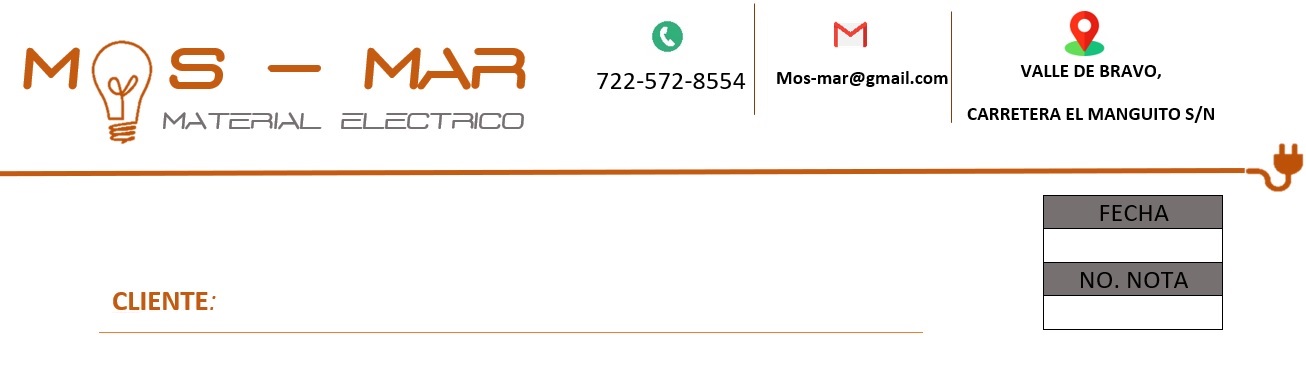 MOS - MAR
MATERIAL ELECTRICO
722-572-8554
Mos-mar@gmail.com
VALLE DE BRAVO,
CARRETERA EL MANGUITO S/N
FECHA
NO. NOTA
CLIENTE: